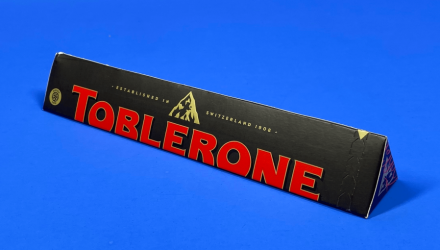 - ESTABLISHED IN SWITZERLAND 1908 -
TOBLERONE